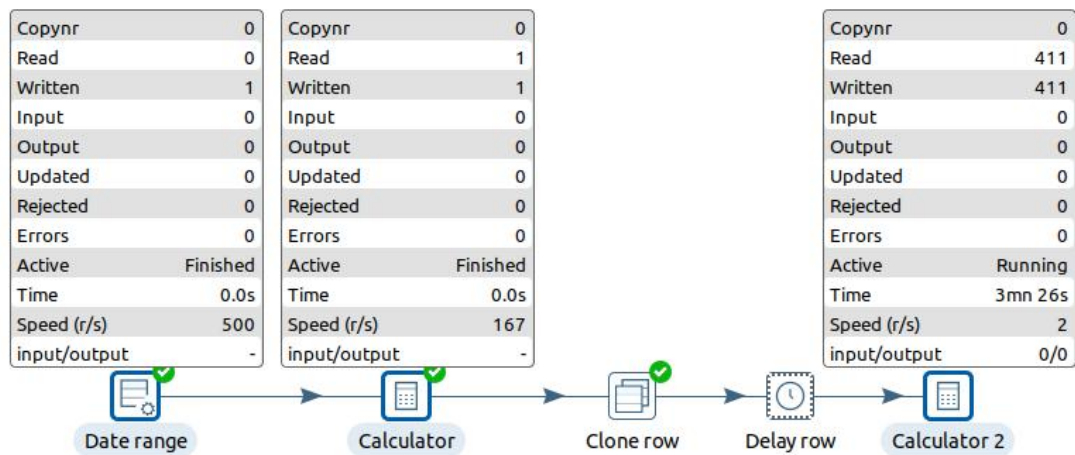 Copynr 0
Read 0
Written 1
Input 0
Output 0
Updated 0
Rejected 0
Errors 0
Active Finished
Time 0.0s
Speed (r/s) 500
input/output -
Copynr 0
Read 1
Written 1
Input 0
Output 0
Updated 0
Rejected 0
Errors 0
Active Finished
Time 0.0s
Speed (r/s) 167
input/output -
Copynr 0
Read 411
Written 411
Input 0
Output 0
Updated 0
Rejected 0
Errors 0
Active Running
Time 3mn 26s
Speed (r/s) 2
input/output 0/0
Date range
Calculator
Clone row
Delay row
Calculator 2